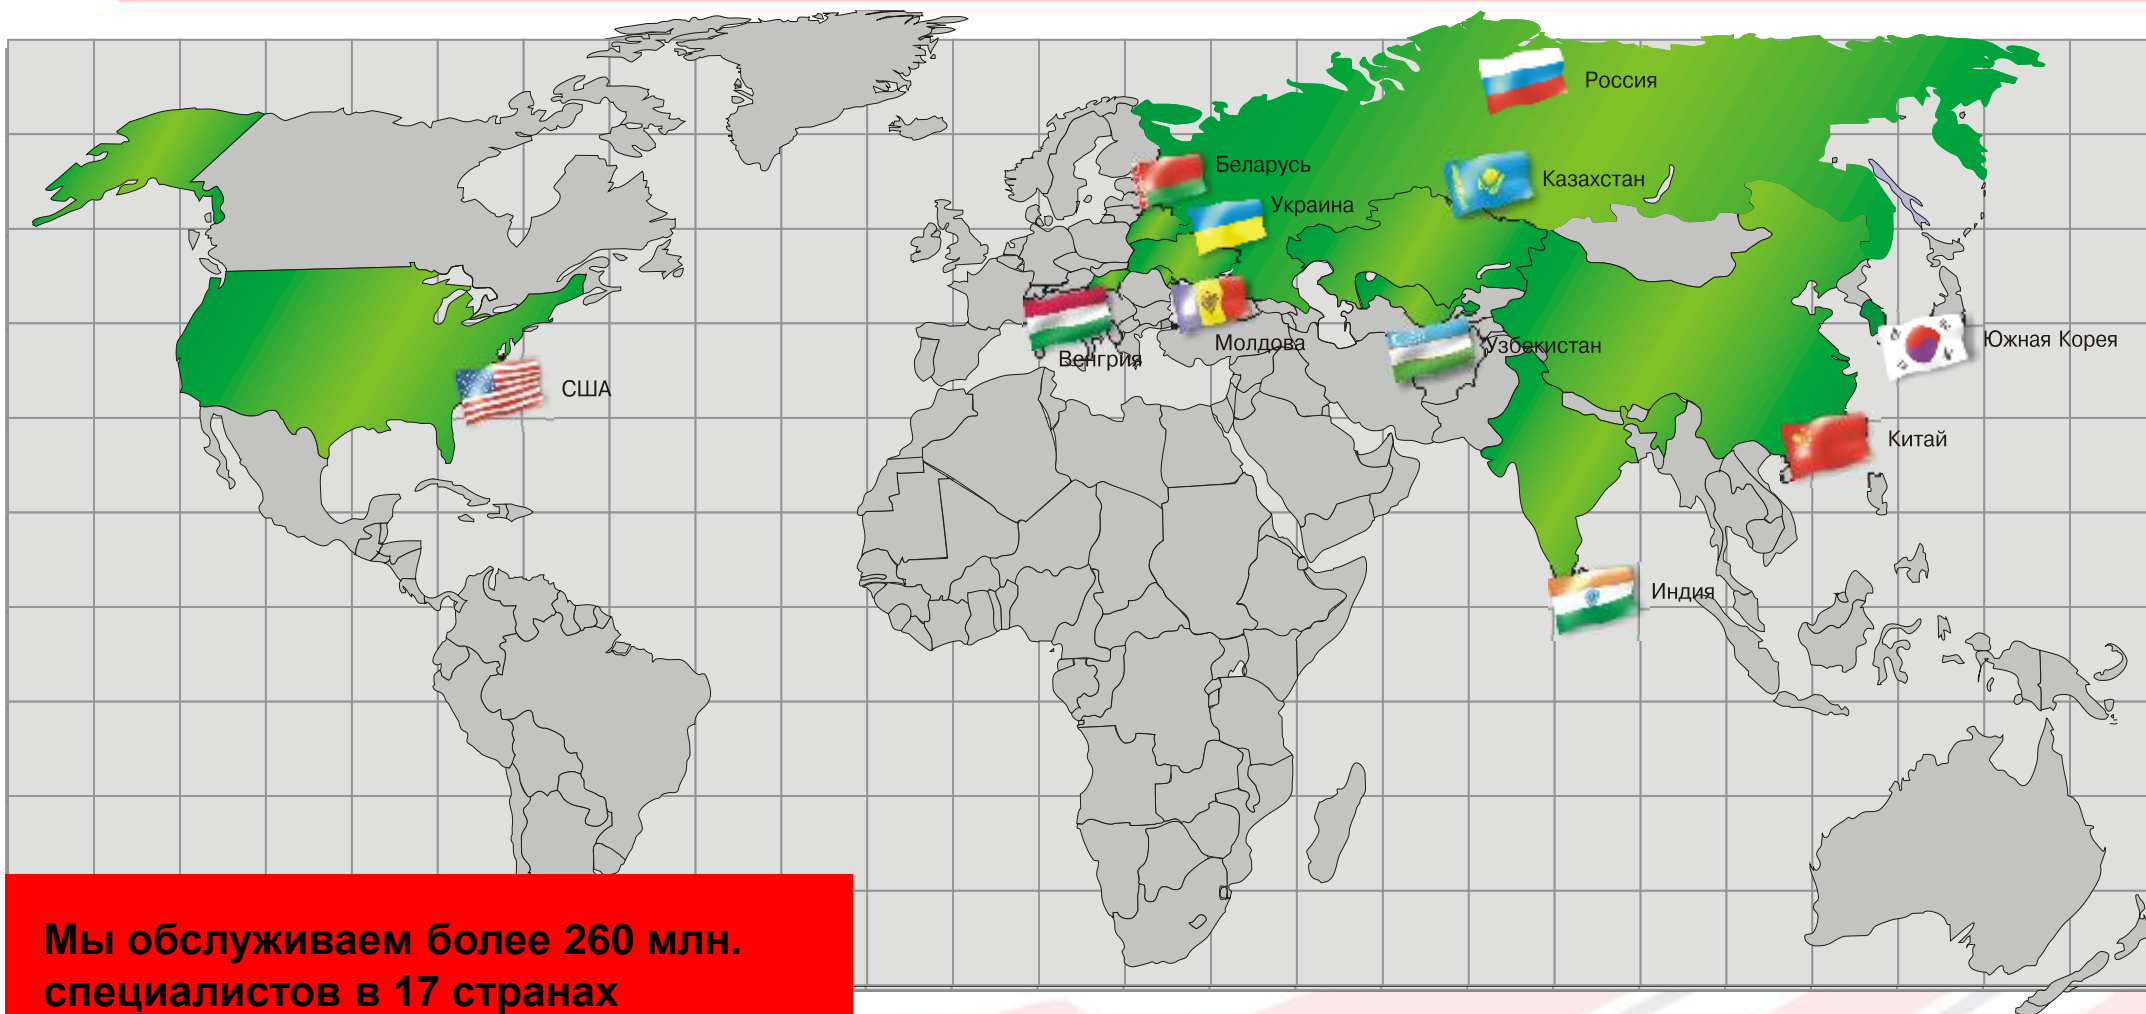 Россия
Беларусь
Казахстан
Украина
Южная Корея
Молдова
Узбекистан
Венгрия
США
Китай
Индия
Мы обслуживаем более 260 млн.
специалистов в 17 странах